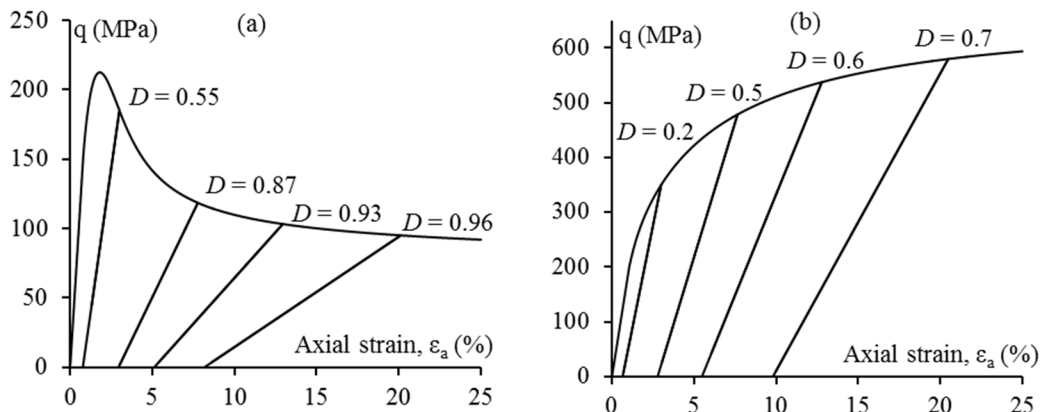 (a)
q (MPa)
250
200
150
100
50
0
D = 0.55
D = 0.87
D = 0.93
D = 0.96
Axial strain, εa (%)
0 5 10 15 20 25
(b)
q (MPa)
600
500
400
300
200
100
0
D = 0.2
D = 0.5
D = 0.6
D = 0.7
Axial strain, εa (%)
0 5 10 15 20 25